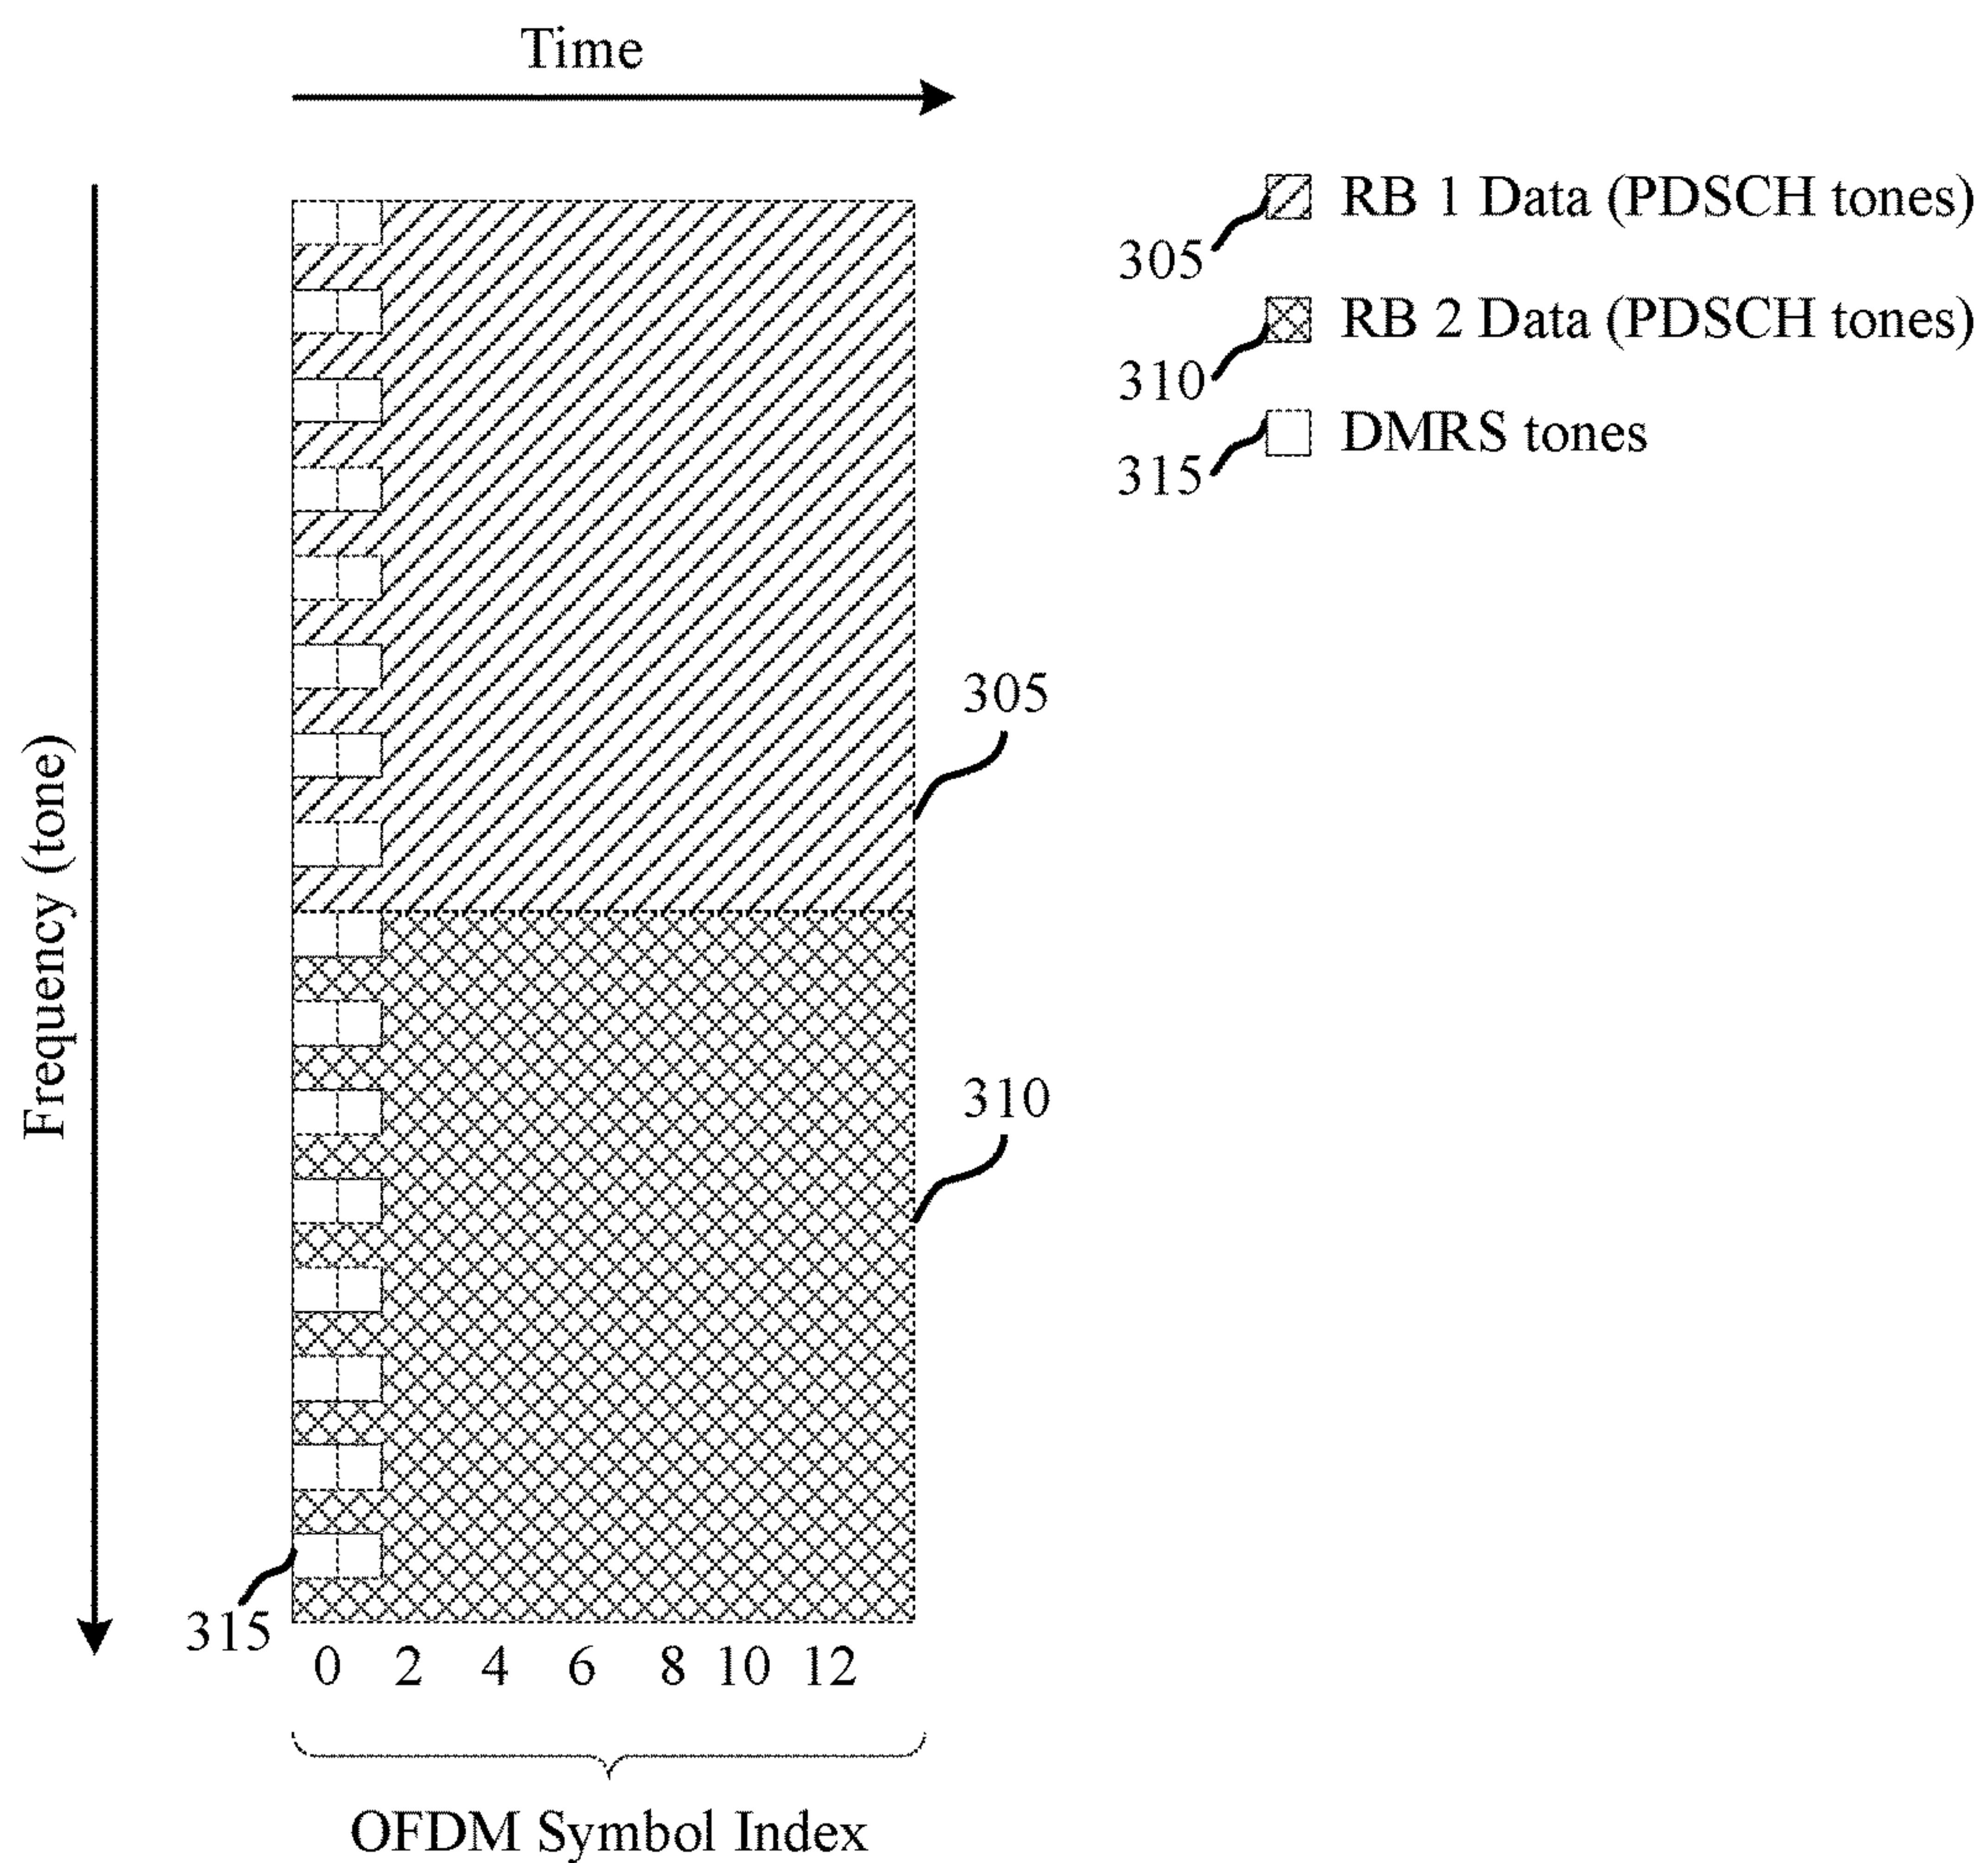 Time
RB 1 Data (PDSCH tones)
305
RB 2 Data (PDSCH tones)
310
DMRS tones
315
305
Frequency (tone)
310
315
0 2 4 6 8 10 12
OFDM Symbol Index